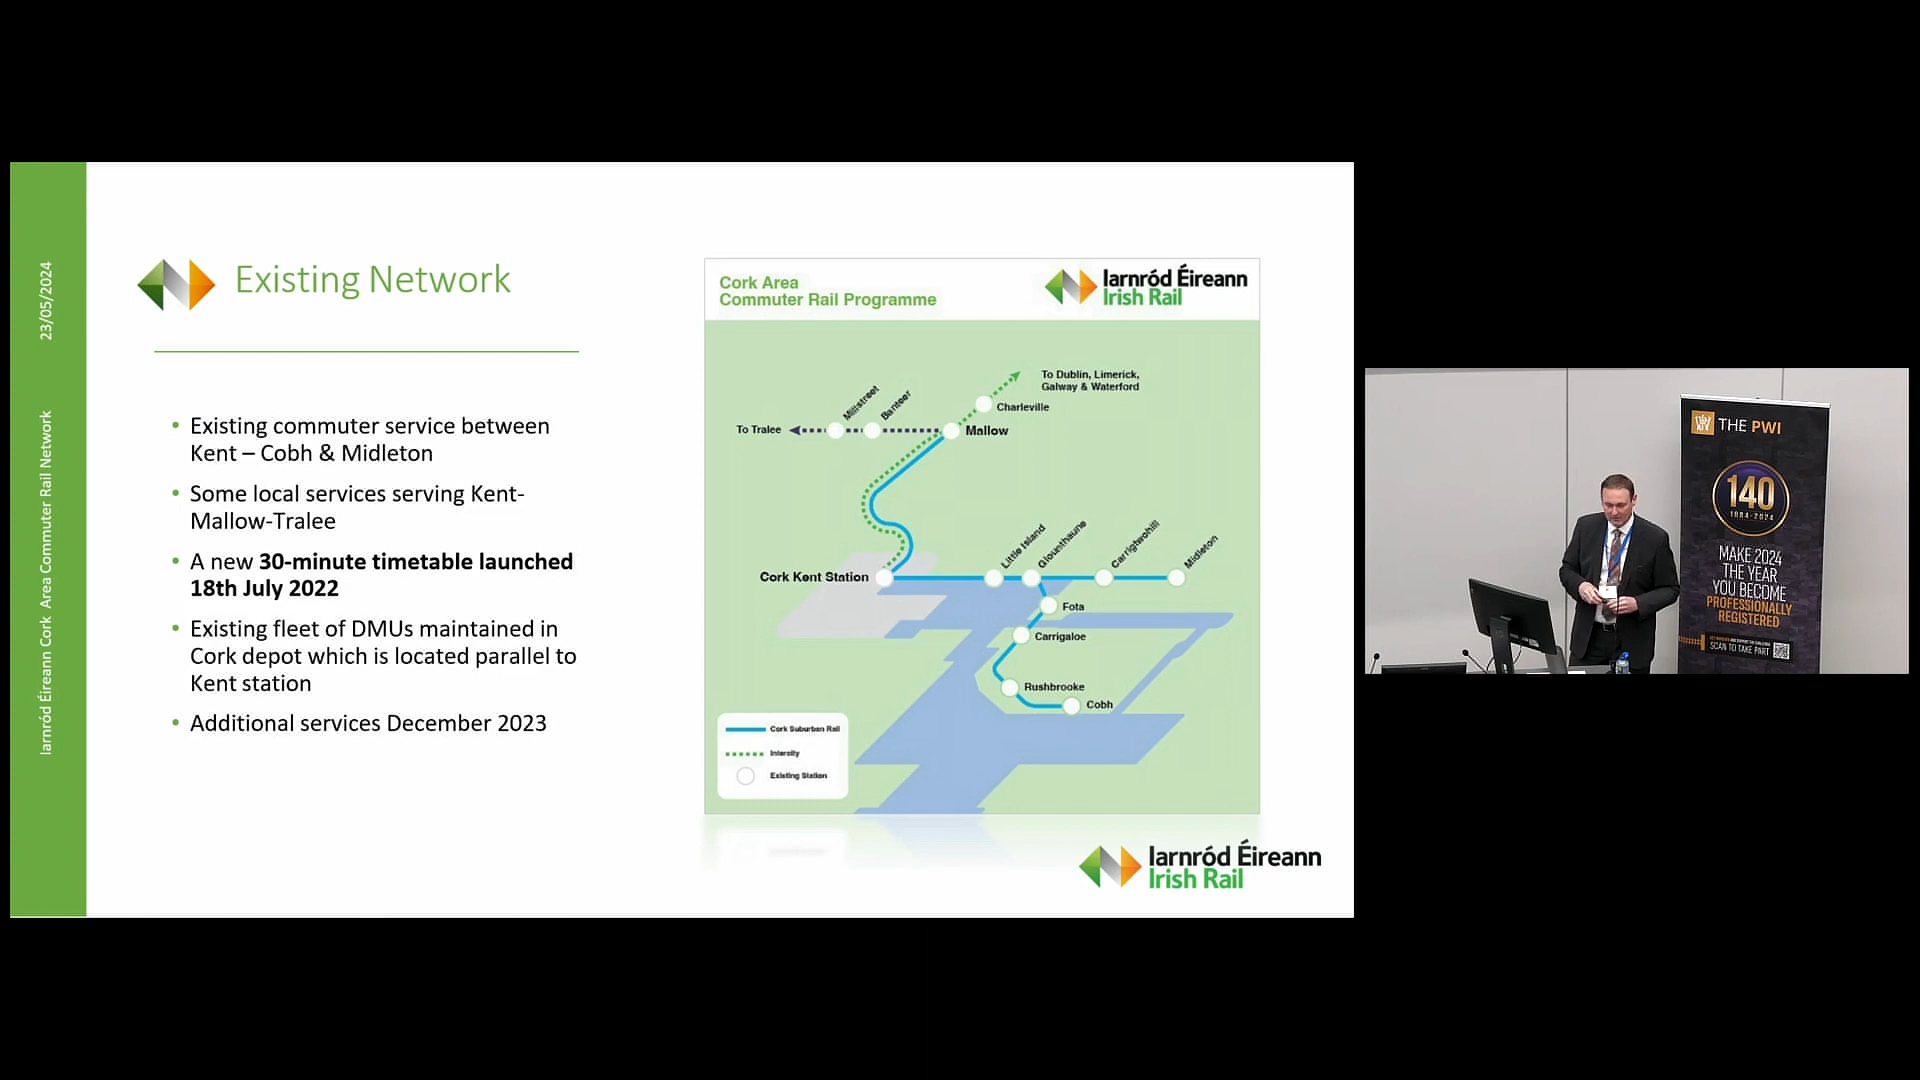 Iarnród Éireann Cork Area Commuter Rail Network
23/05/2024
Existing Network
• Existing commuter service between
Kent – Cobh & Midleton
• Some local services serving Kent-
Mallow-Tralee
• A new 30-minute timetable launched
18th July 2022
• Existing fleet of DMUs maintained in
Cork depot which is located parallel to
Kent station
• Additional services December 2023
Cork Area
Commuter Rail Programme
Iarnród Éireann
Irish Rail
To Dublin, Limerick,
Galway & Waterford
Charleville
Millstreet
Banteer
To Tralee
Mallow
Little Island
Glounthaune
Carrigtwohill
Midleton
Cork Kent Station
Fota
Carrigaloe
Rushbrooke
Cobh
Cork Suburban Rail
Intercity
Existing Station
Iarnród Éireann
Irish Rail
THE PWI
140
1884-2024
MAKE 2024
THE YEAR
YOU BECOME
PROFESSIONALLY
REGISTERED
SCAN TO TAKE PART